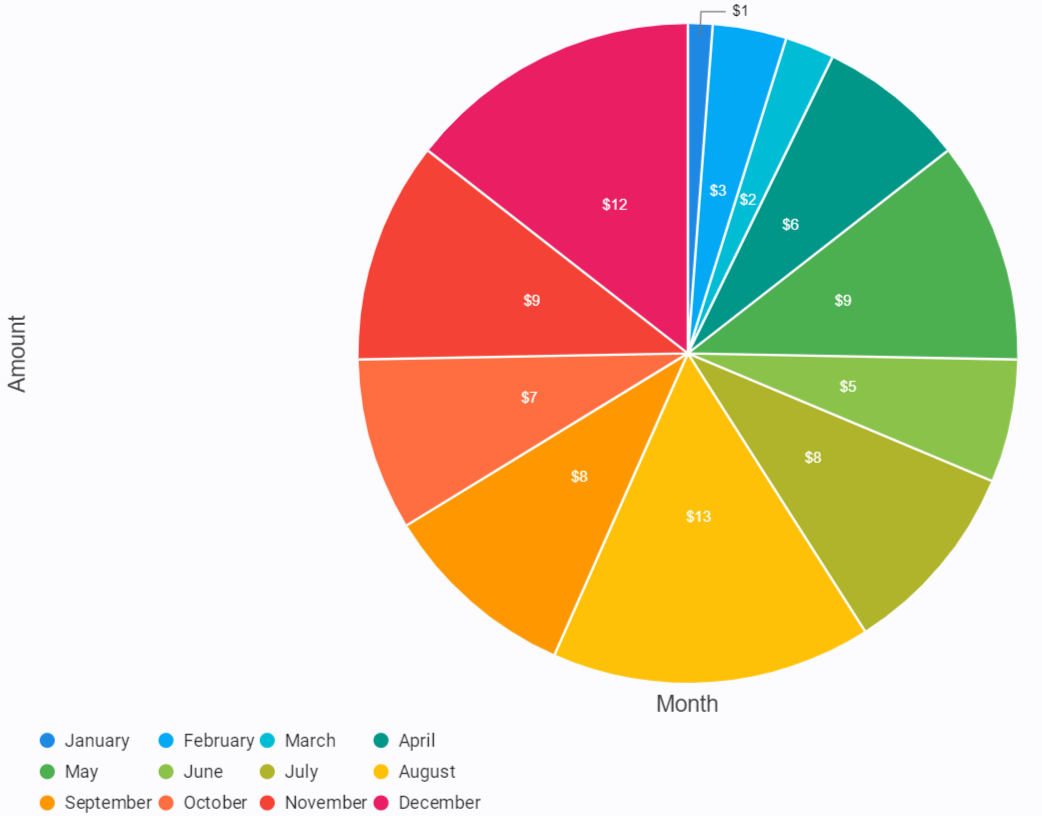 $1
$3
$2
$12
$6
$9
$9
Amount
$5
$7
$8
$8
$13
Month
January February March April
May June July August
September October November December